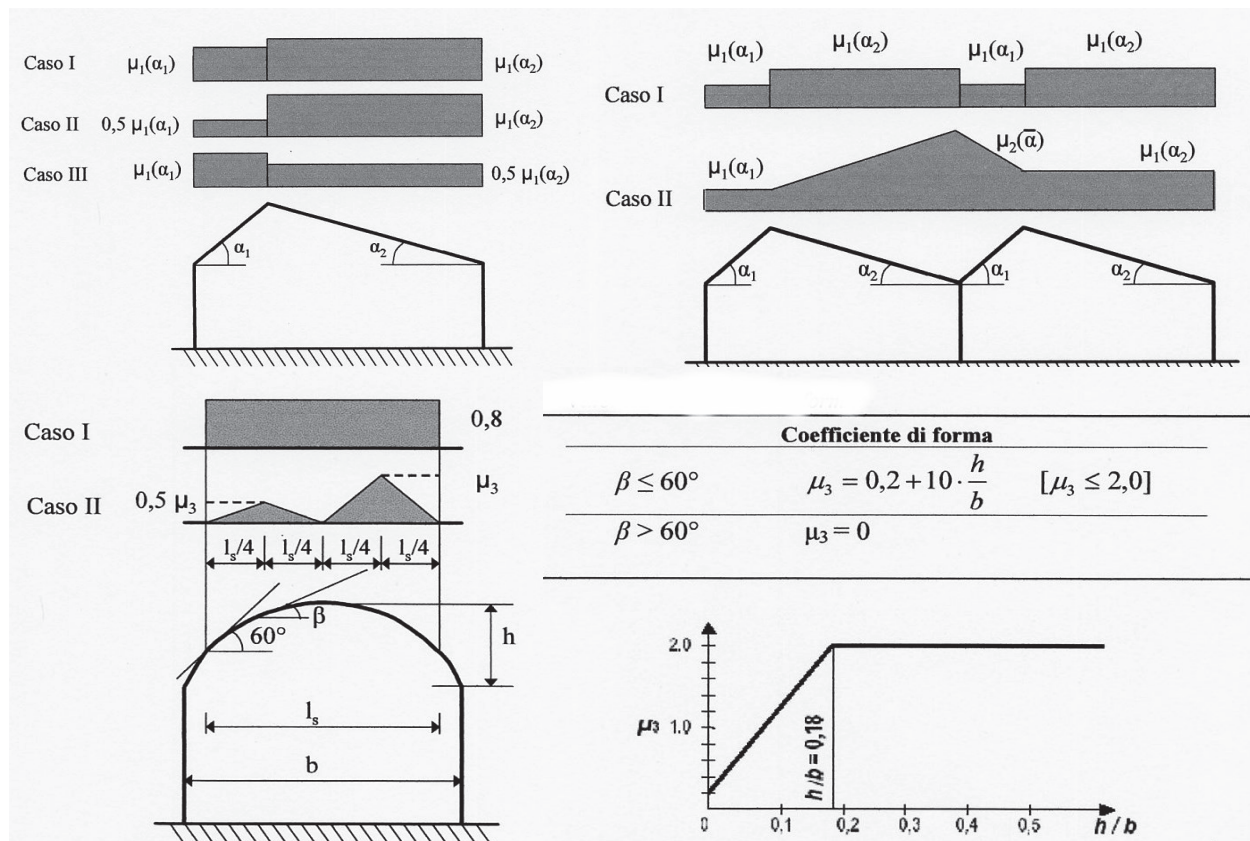 Caso I μ₁(α₁) μ₁(α₂)
Caso II 0,5 μ₁(α₁) μ₁(α₂)
Caso III μ₁(α₁) 0,5 μ₁(α₂)
α₁ α₂
μ₁(α₁) μ₁(α₂) μ₁(α₁) μ₁(α₂)
Caso I
μ₁(α₁) μ₂(ᾱ) μ₁(α₂)
Caso II
α₁ α₂ α₁ α₂
Caso I 0,8
Caso II 0,5 μ₃ μ₃
lₛ/4 lₛ/4 lₛ/4 lₛ/4
β
60° h
lₛ
b
Coefficiente di forma
β ≤ 60° μ₃ = 0,2 + 10 · h/b [μ₃ ≤ 2,0]
β > 60° μ₃ = 0
2.0
μ₃ 1.0
h/b = 0,18
0 0,1 0,2 0,3 0,4 0,5 h/b